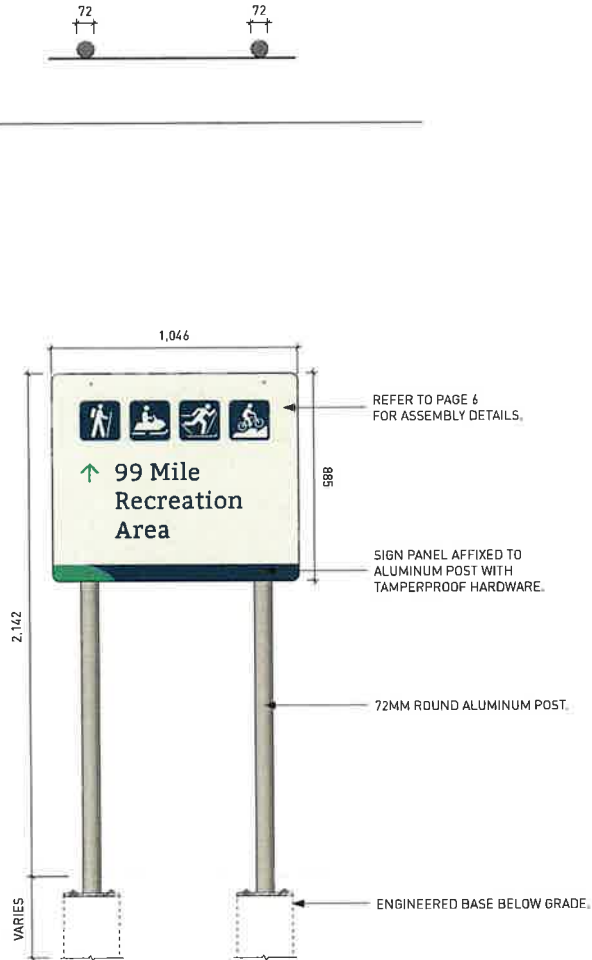 72 72
1,046
REFER TO PAGE 6
FOR ASSEMBLY DETAILS.
99 Mile
Recreation
Area
885
SIGN PANEL AFFIXED TO
ALUMINUM POST WITH
TAMPERPROOF HARDWARE.
2,142
72MM ROUND ALUMINUM POST.
VARIES
ENGINEERED BASE BELOW GRADE.